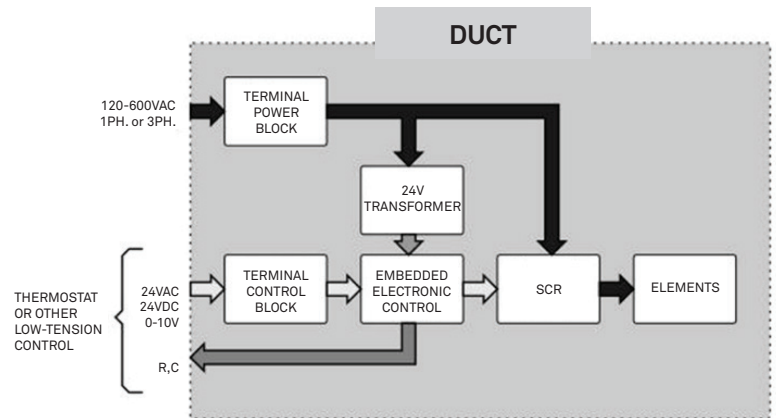 DUCT
120-600VAC
1PH. or 3PH.
TERMINAL
POWER
BLOCK
24V
TRANSFORMER
THERMOSTAT
OR OTHER
LOW-TENSION
CONTROL
24VAC
24VDC
0-10V
R,C
TERMINAL
CONTROL
BLOCK
EMBEDDED
ELECTRONIC
CONTROL
SCR
ELEMENTS